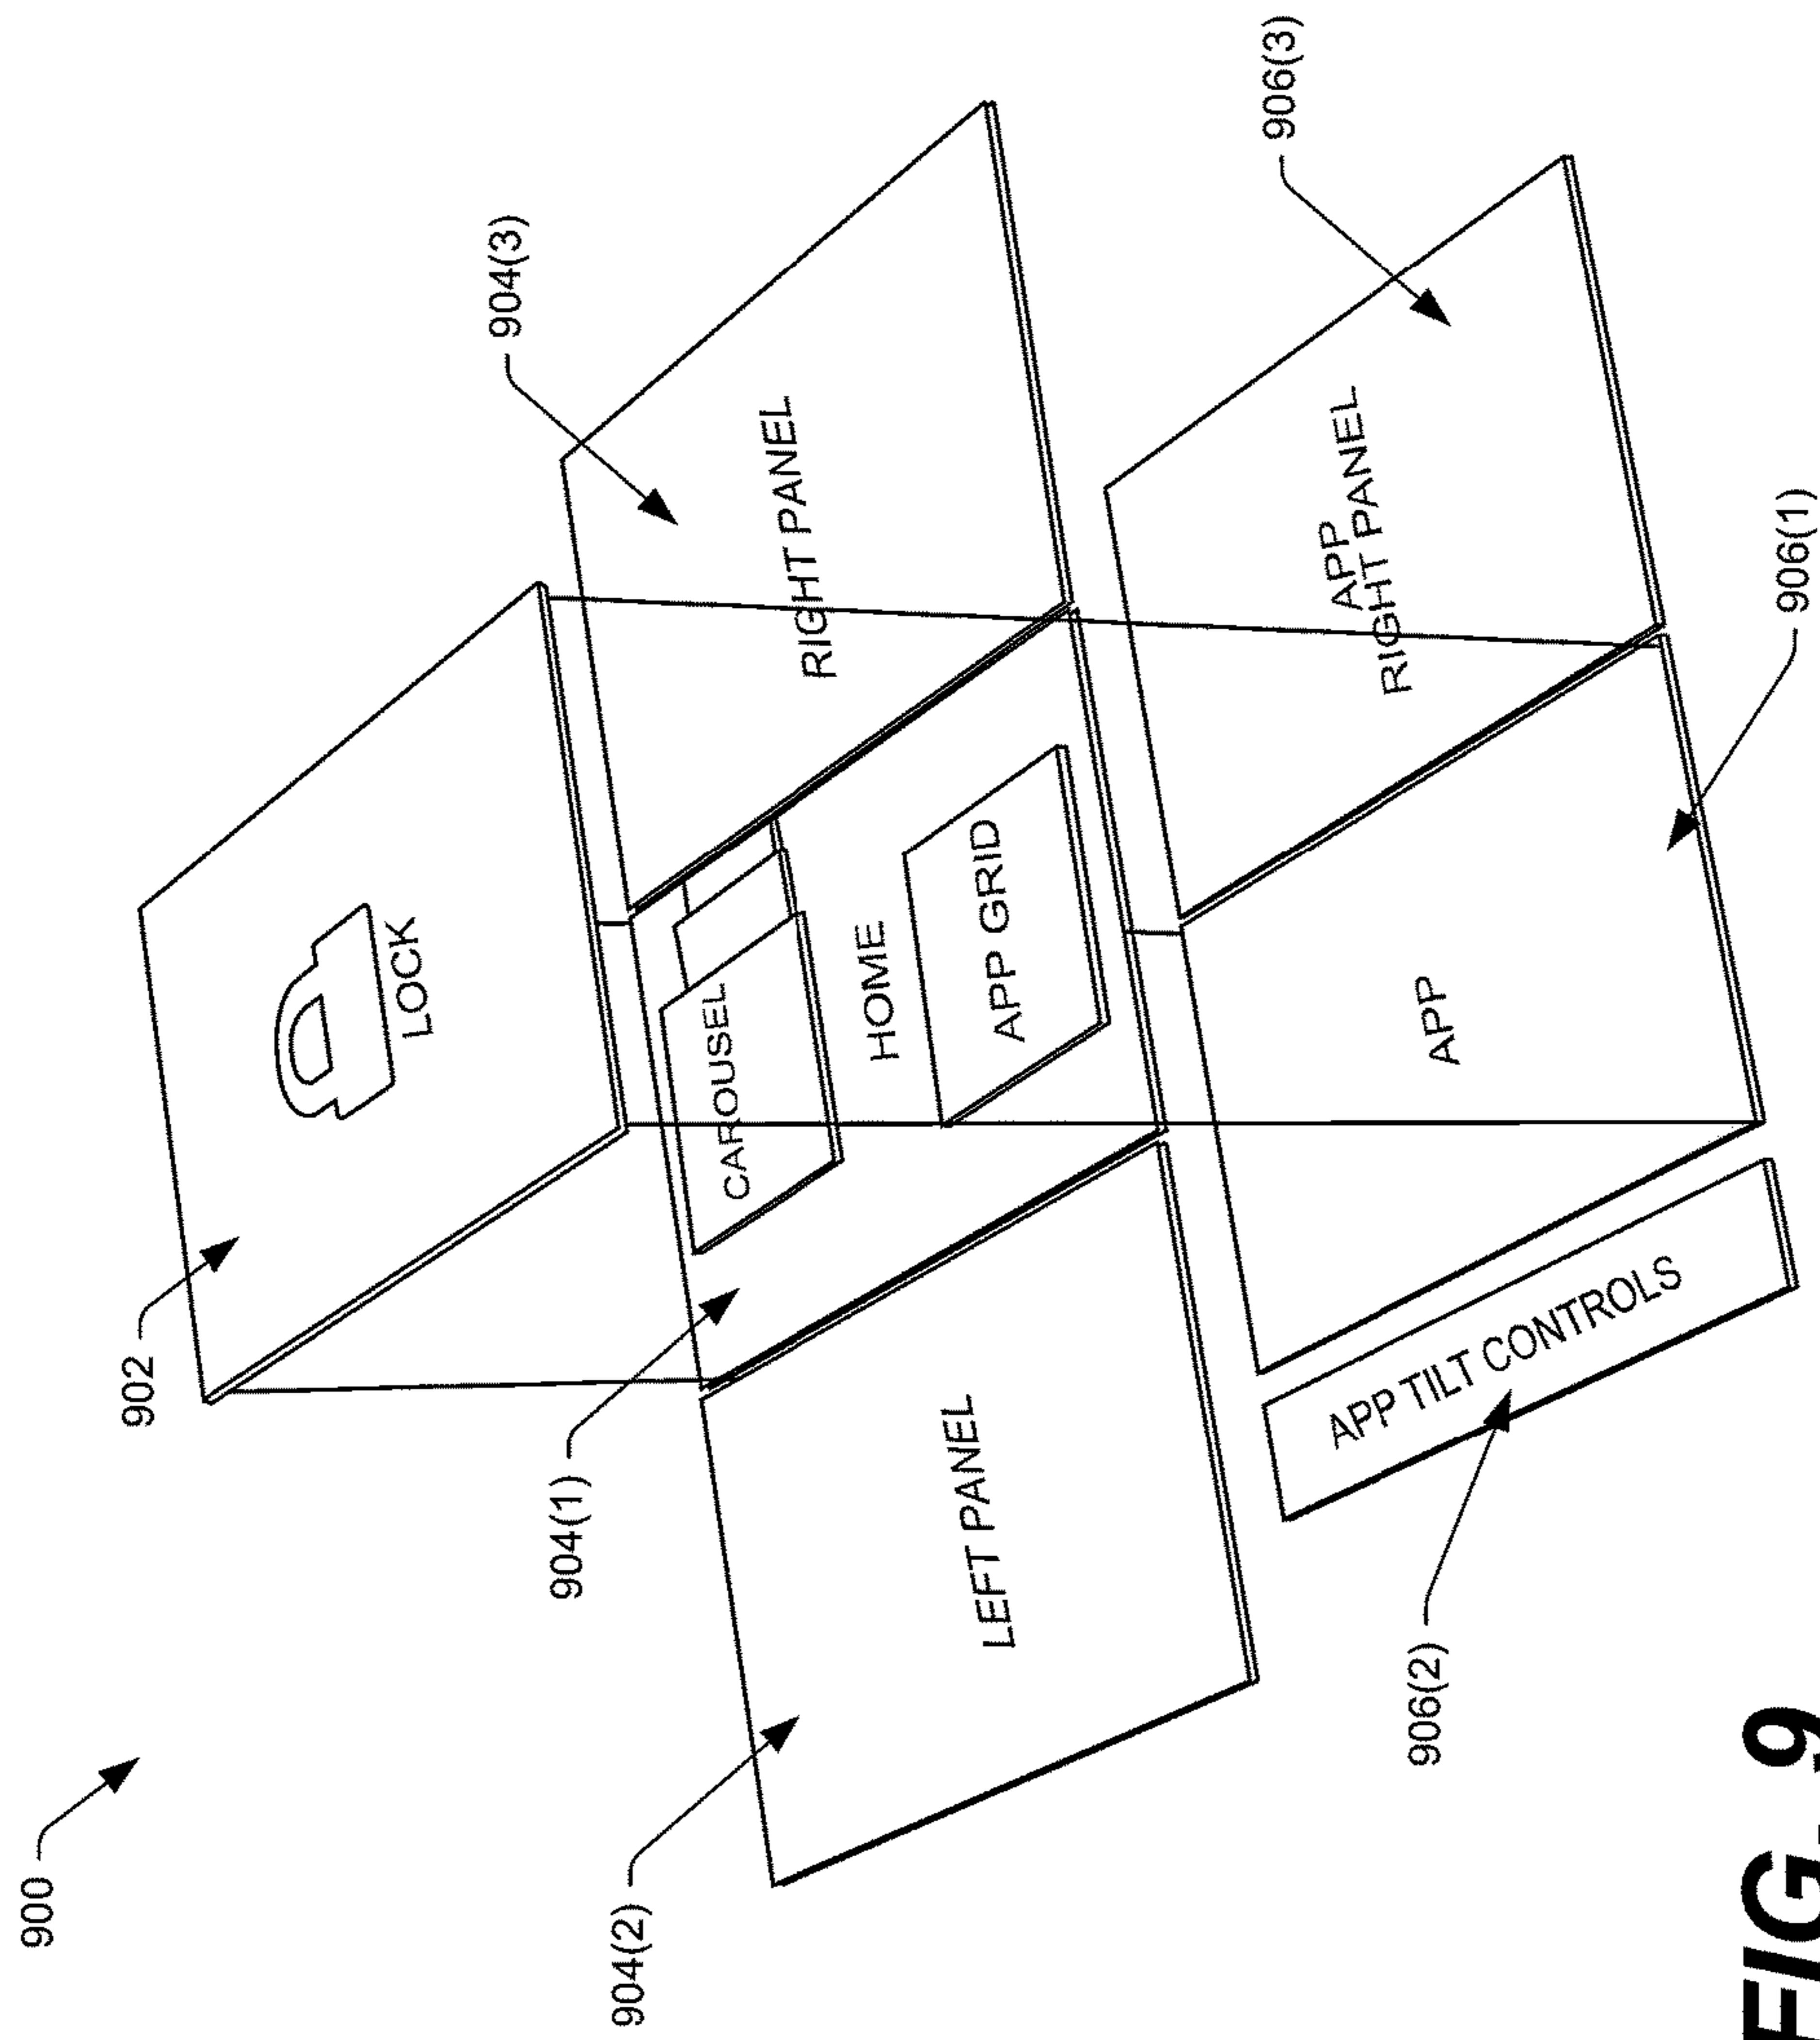 900
902
LOCK
904(1)
CAROUSEL
HOME
APP GRID
904(2)
LEFT PANEL
904(3)
RIGHT PANEL
906(1)
APP
906(2)
APP TILT CONTROLS
906(3)
APP
RIGHT PANEL
FIG. 9